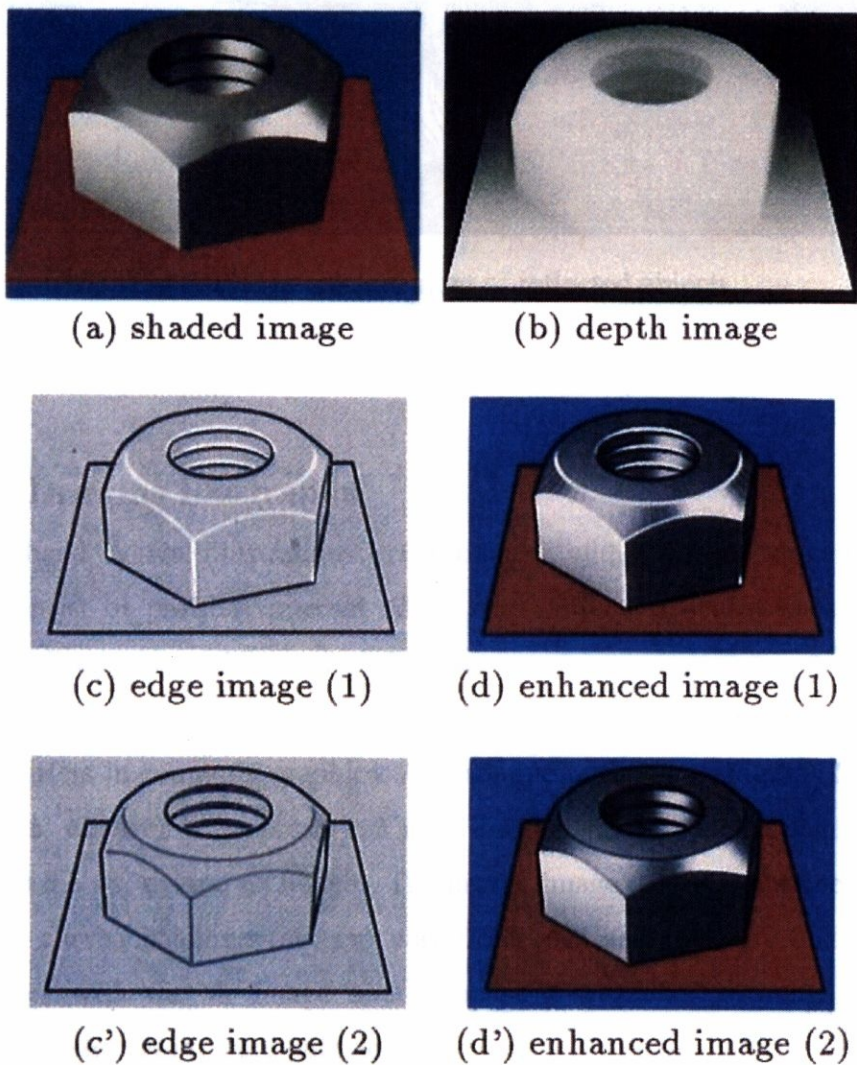 (a) shaded image
(b) depth image
(c) edge image (1)
(d) enhanced image (1)
(c') edge image (2)
(d') enhanced image (2)